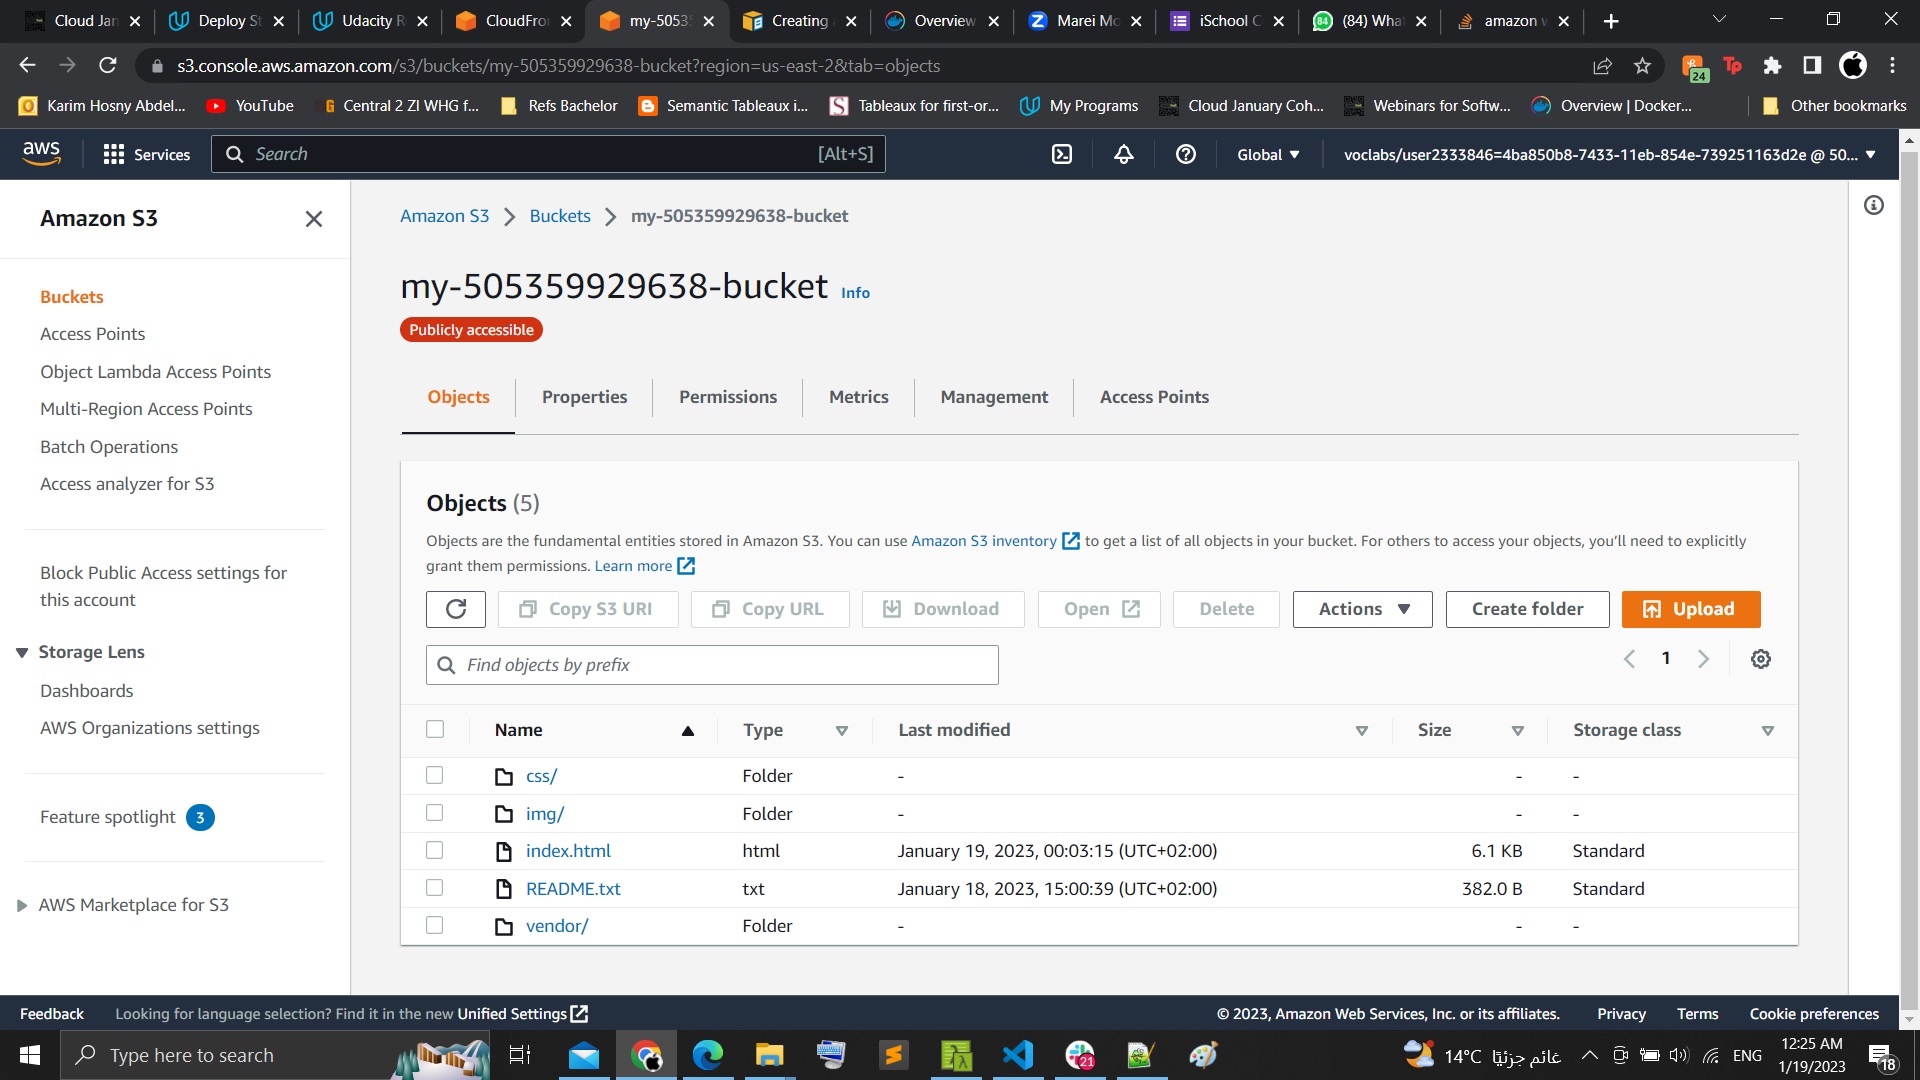 Cloud Jan
Deploy St
Udacity R
CloudFro
my-5053
Creating
Overview
Marei Mo
iSchool C
(84) Wha
amazon w
s3.console.aws.amazon.com/s3/buckets/my-505359929638-bucket?region=us-east-2&tab=objects
24
Tp
Karim Hosny Abdel...
YouTube
Central 2 ZI WHG f...
Refs Bachelor
Semantic Tableaux i...
Tableaux for first-or...
My Programs
Cloud January Coh...
Webinars for Softw...
Overview | Docker...
Other bookmarks
aws
Services
Search
[Alt+S]
Global
voclabs/user2333846=4ba850b8-7433-11eb-854e-739251163d2e @ 50...
Amazon S3
Buckets
Access Points
Object Lambda Access Points
Multi-Region Access Points
Batch Operations
Access analyzer for S3
Block Public Access settings for
this account
Storage Lens
Dashboards
AWS Organizations settings
Feature spotlight 3
AWS Marketplace for S3
Amazon S3 > Buckets > my-505359929638-bucket
my-505359929638-bucket Info
Publicly accessible
Objects
Properties
Permissions
Metrics
Management
Access Points
Objects (5)
Objects are the fundamental entities stored in Amazon S3. You can use Amazon S3 inventory to get a list of all objects in your bucket. For others to access your objects, you’ll need to explicitly
grant them permissions. Learn more
Copy S3 URI
Copy URL
Download
Open
Delete
Actions
Create folder
Upload
Find objects by prefix
1
Name Type Last modified Size Storage class
css/ Folder - - -
img/ Folder - - -
index.html html January 19, 2023, 00:03:15 (UTC+02:00) 6.1 KB Standard
README.txt txt January 18, 2023, 15:00:39 (UTC+02:00) 382.0 B Standard
vendor/ Folder - - -
Feedback
Looking for language selection? Find it in the new Unified Settings
© 2023, Amazon Web Services, Inc. or its affiliates.
Privacy
Terms
Cookie preferences
Type here to search
21
14°C غائم جزئيًا
ENG
12:25 AM
1/19/2023
18